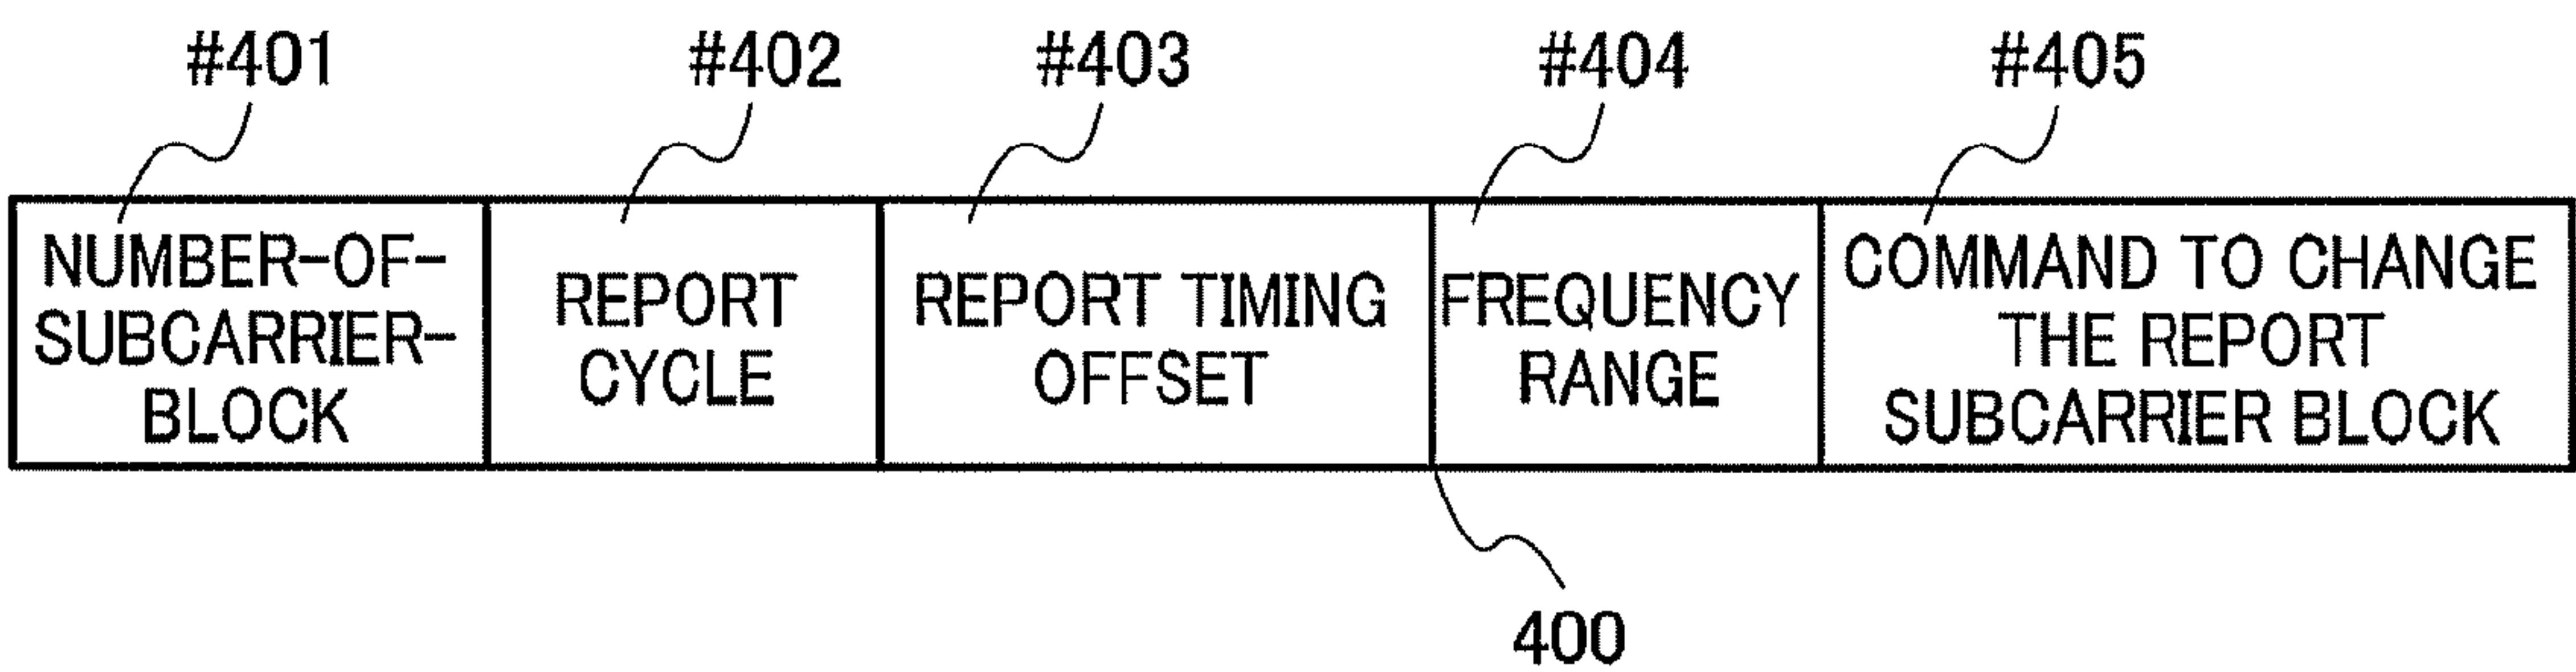 #401 #402 #403 #404 #405
NUMBER-OF-
SUBCARRIER-
BLOCK
REPORT
CYCLE
REPORT TIMING
OFFSET
FREQUENCY
RANGE
COMMAND TO CHANGE
THE REPORT
SUBCARRIER BLOCK
400